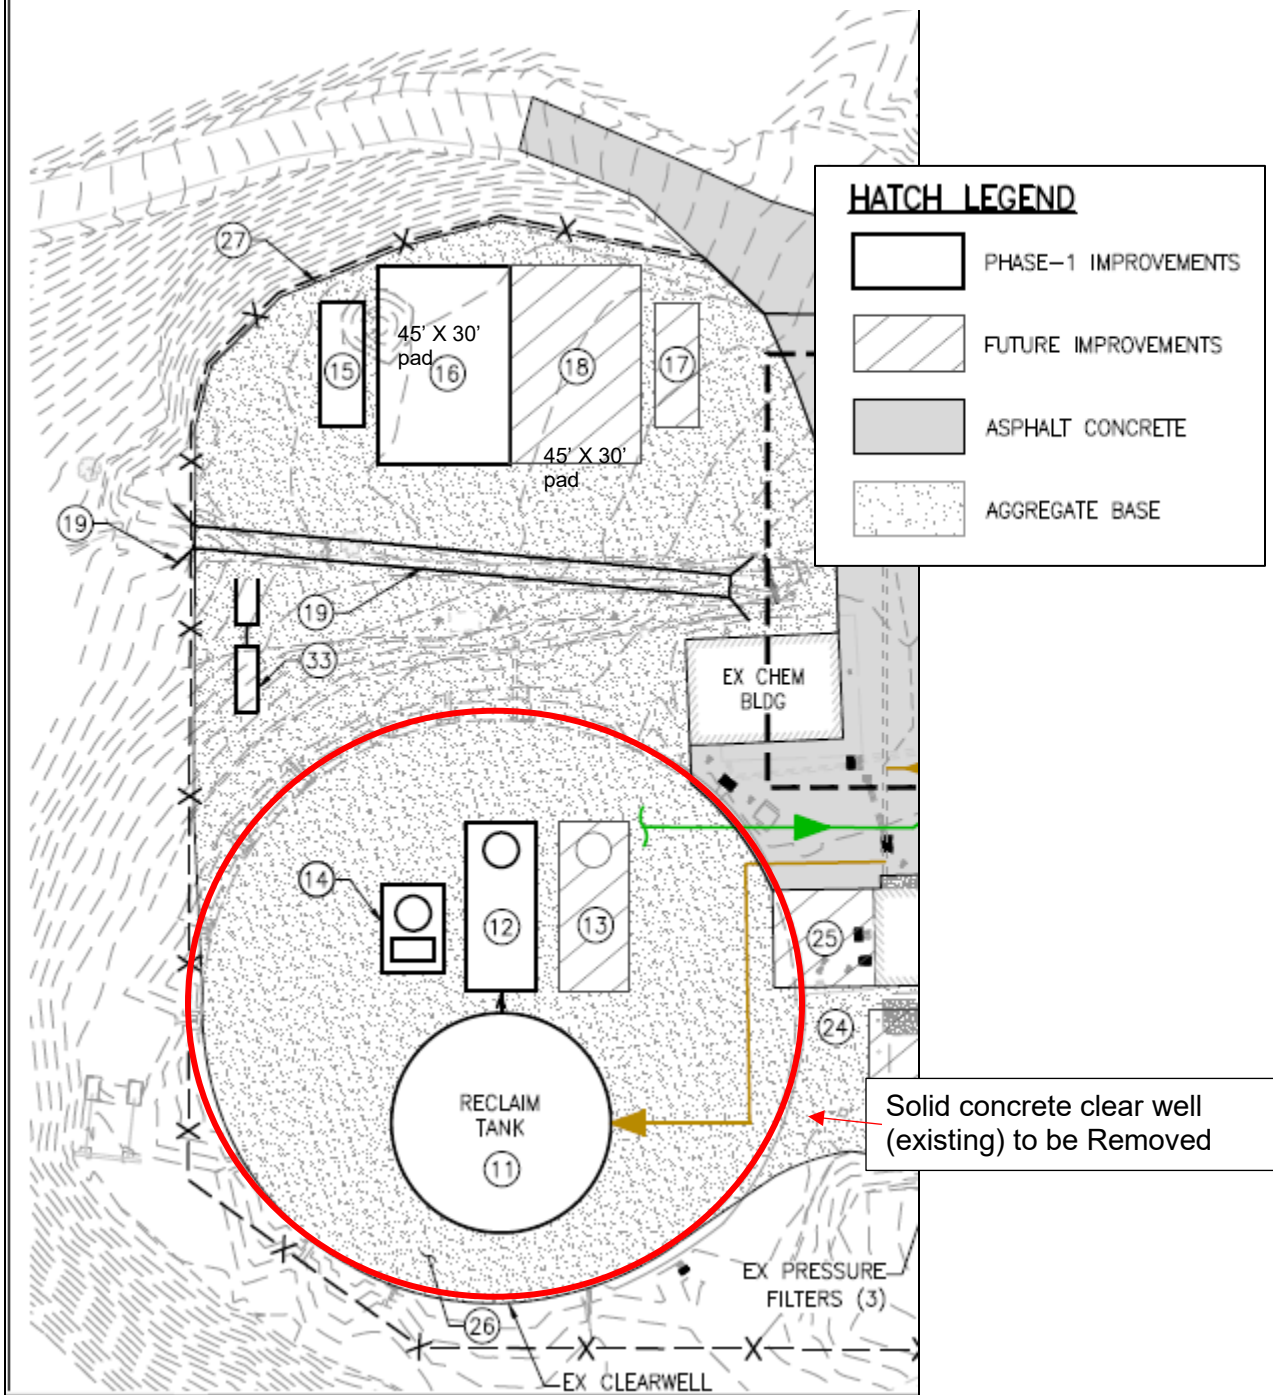 HATCH LEGEND
PHASE-1 IMPROVEMENTS
FUTURE IMPROVEMENTS
ASPHALT CONCRETE
AGGREGATE BASE
27
45' X 30'
pad
15
16
18
17
45' X 30'
pad
19
19
33
EX CHEM
BLDG
14
12
13
25
24
RECLAIM
TANK
11
Solid concrete clear well
(existing) to be Removed
EX PRESSURE
FILTERS (3)
26
EX CLEARWELL